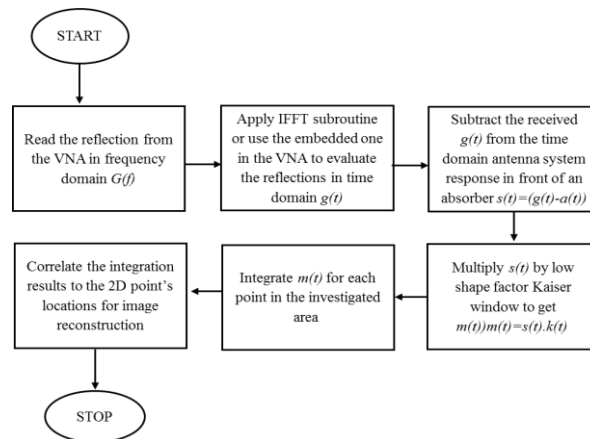 START
Read the reflection from
the VNA in frequency
domain G(f)
Apply IFFT subroutine
or use the embedded one
in the VNA to evaluate
the reflections in time
domain g(t)
Subtract the received
g(t) from the time
domain antenna system
response in front of an
absorber s(t)=(g(t)-a(t))
Multiply s(t) by low
shape factor Kaiser
window to get
m(t))m(t)=s(t).k(t)
Integrate m(t) for each
point in the investigated
area
Correlate the integration
results to the 2D point's
locations for image
reconstruction
STOP